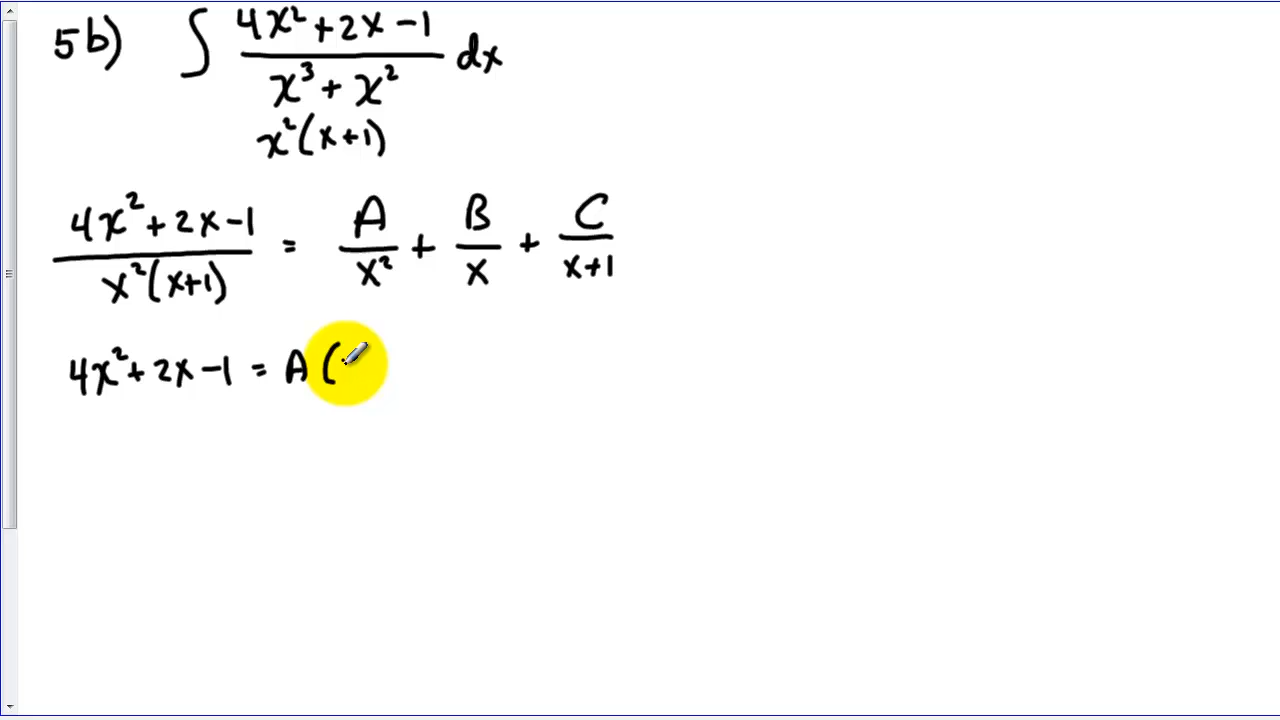 5b) ∫ (4x² + 2x − 1)/(x³ + x²) dx
x²(x+1)
(4x² + 2x − 1)/(x²(x+1)) = A/x² + B/x + C/(x+1)
4x² + 2x − 1 = A (